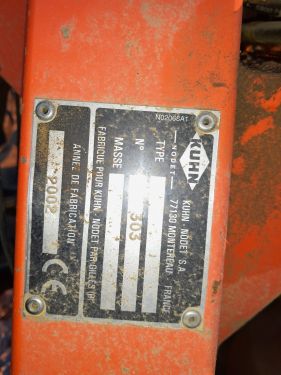 N02066A1
KUHN
NODET
KUHN - NODET S.A.
77130 MONTEREAU FRANCE
TYPE
N° 303
MASSE
FABRIQUE POUR KUHN - NODET PAR
ANNEE DE FABRICATION
2002
CE